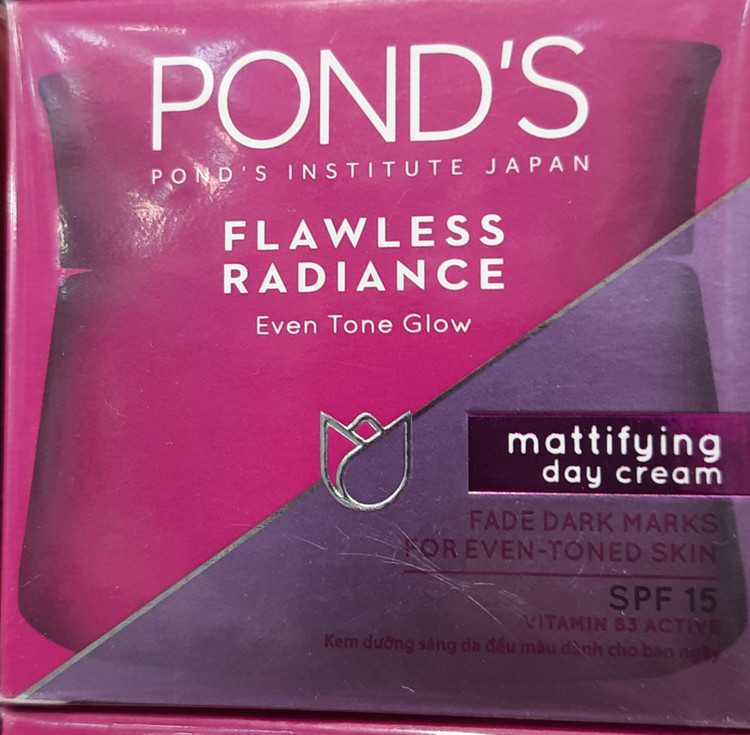 POND'S
POND'S INSTITUTE JAPAN
FLAWLESS
RADIANCE
Even Tone Glow
mattifying
day cream
FADE DARK MARKS
FOR EVEN-TONED SKIN
SPF 15
VITAMIN B3 ACTIVE
Kem dưỡng sáng da đều màu dành cho ban ngày